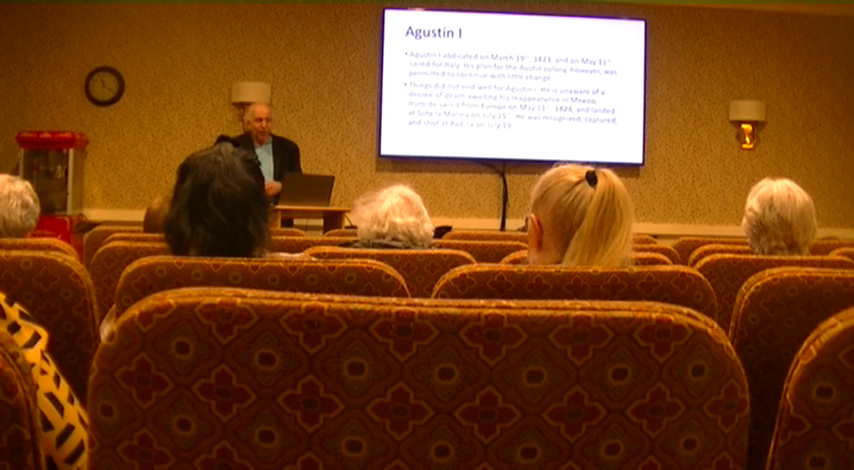 Agustín I
• Agustín I abdicated on March 19th, 1823, and on May 11th
sailed for Italy. His plan for the Austin colony, however, was
permitted to continue with little change.
• Things did not end well for Agustín I. He is unaware of a
decree of death awaiting his reappearance in Mexico.
Iturbide sailed from Europe on May 11th, 1824, and landed
at Soto la Marina on July 15th. He was recognized, captured,
and shot at Padilla on July 19